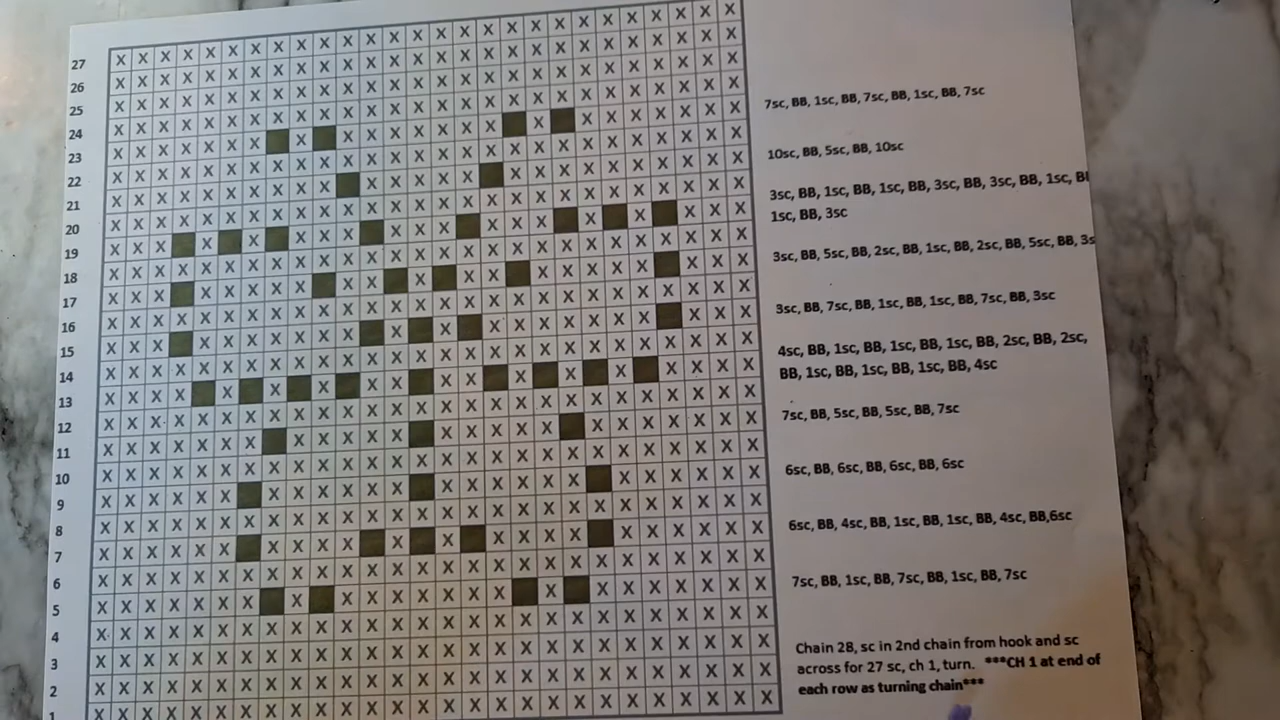 27 X X X X X X X X X X X X X X X X X X X X X X X X X X X
26 X X X X X X X X X X X X X X X X X X X X X X X X X X X
25 X X X X X X X X X X X X X X X X X X X X X X X X X X X
24 X X X X X X X X X X X X X X X X X X X X X X X X X X X
23 X X X X X X X X X X X X X X X X X X X X X X X 7sc, BB, 1sc, BB, 7sc, BB, 1sc, BB, 7sc
22 X X X X X X X X X X X X X X X X X X X X X X X X X X X
21 X X X X X X X X X X X X X X X X X X X X X X X X X 10sc, BB, 5sc, BB, 10sc
20 X X X X X X X X X X X X X X X X X X X X X X X X X X X
19 X X X X X X X X X X X X X X X X X X X 3sc, BB, 1sc, BB, 1sc, BB, 3sc, BB, 3sc, BB, 1sc,
1sc, BB, 3sc
18 X X X X X X X X X X X X X X X X X X X X X X X X X X X
17 X X X X X X X X X X X X X X X X X X X X X 3sc, BB, 5sc, BB, 2sc, BB, 1sc, BB, 2sc, BB, 5sc, BB,
16 X X X X X X X X X X X X X X X X X X X X X X X X X X X
15 X X X X X X X X X X X X X X X X X X X X X X 3sc, BB, 7sc, BB, 1sc, BB, 1sc, BB, 7sc, BB, 3sc
14 X X X X X X X X X X X X X X X X X X X X X X X X X X X
13 X X X X X X X X X X X X X X X X X X 4sc, BB, 1sc, BB, 1sc, BB, 1sc, BB, 2sc, BB, 2sc,
BB, 1sc, BB, 1sc, BB, 1sc, BB, 4sc
12 X X X X X X X X X X X X X X X X X X X X X X X X X X X
11 X X X X X X X X X X X X X X X X X X X X X X X X 7sc, BB, 5sc, BB, 5sc, BB, 7sc
10 X X X X X X X X X X X X X X X X X X X X X X X X X X X
9 X X X X X X X X X X X X X X X X X X X X X X X X 6sc, BB, 6sc, BB, 6sc, BB, 6sc
8 X X X X X X X X X X X X X X X X X X X X X X X X X X X
7 X X X X X X X X X X X X X X X X X X X X X X 6sc, BB, 4sc, BB, 1sc, BB, 1sc, BB, 4sc, BB,6sc
6 X X X X X X X X X X X X X X X X X X X X X X X X X X X
5 X X X X X X X X X X X X X X X X X X X X X X X 7sc, BB, 1sc, BB, 7sc, BB, 1sc, BB, 7sc
4 X X X X X X X X X X X X X X X X X X X X X X X X X X X
3 X X X X X X X X X X X X X X X X X X X X X X X X X X X
2 X X X X X X X X X X X X X X X X X X X X X X X X X X X
1 X X X X X X X X X X X X X X X X X X X X X X X X X X X
Chain 28, sc in 2nd chain from hook and sc
across for 27 sc, ch 1, turn. ***CH 1 at end of
each row as turning chain***